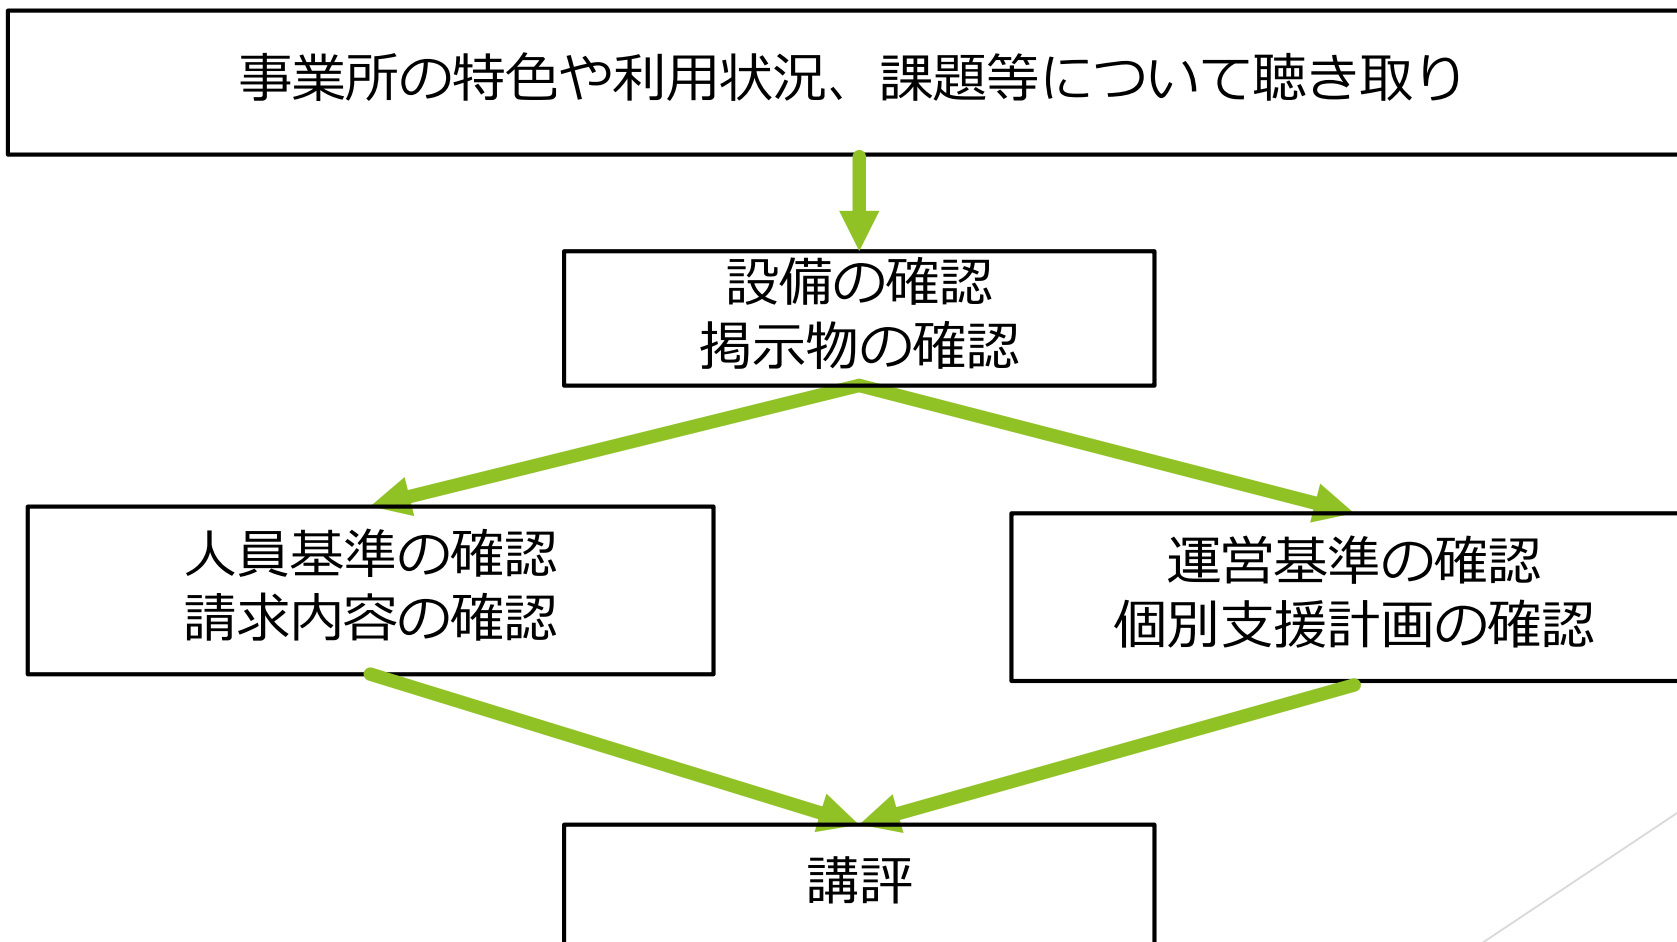 事業所の特色や利用状況、課題等について聴き取り
設備の確認
掲示物の確認
人員基準の確認
請求内容の確認
運営基準の確認
個別支援計画の確認
講評